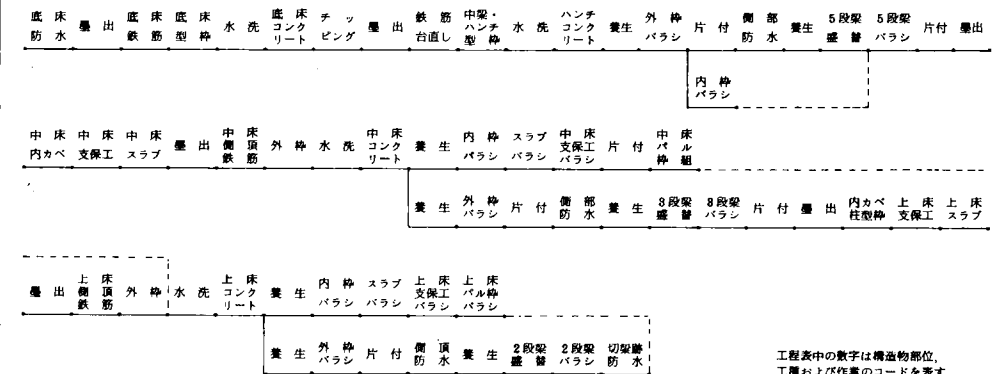 底床防水 墨出 底床鉄筋 底床型枠 水洗 底床コンクリート チッピング 墨出 鉄筋台直し 中梁・ハンチ型枠 水洗 ハンチコンクリート 養生 外枠バラシ 片付 側部防水 養生 5段梁盛替 5段梁バラシ 片付 墨出
内枠バラシ
中床内カベ 中床支保工 中床スラブ 墨出 中床側頂鉄筋 外枠 水洗 中床コンクリート 養生 内枠バラシ スラブバラシ 中床支保工バラシ 片付 中床パル枠組
養生 外枠バラシ 片付 側部防水 養生 3段梁盛替 3段梁バラシ 片付 墨出 内カベ柱型枠 上床支保工 上床スラブ
墨出 上床側頂鉄筋 外枠 水洗 上床コンクリート 養生 内枠バラシ スラブバラシ 上床支保工バラシ 上床パル枠バラシ
養生 外枠バラシ 片付 側頂防水 養生 2段梁盛替 2段梁バラシ 切梁跡防水
工程表中の数字は構造物部位,
工種および作業のコードを表す